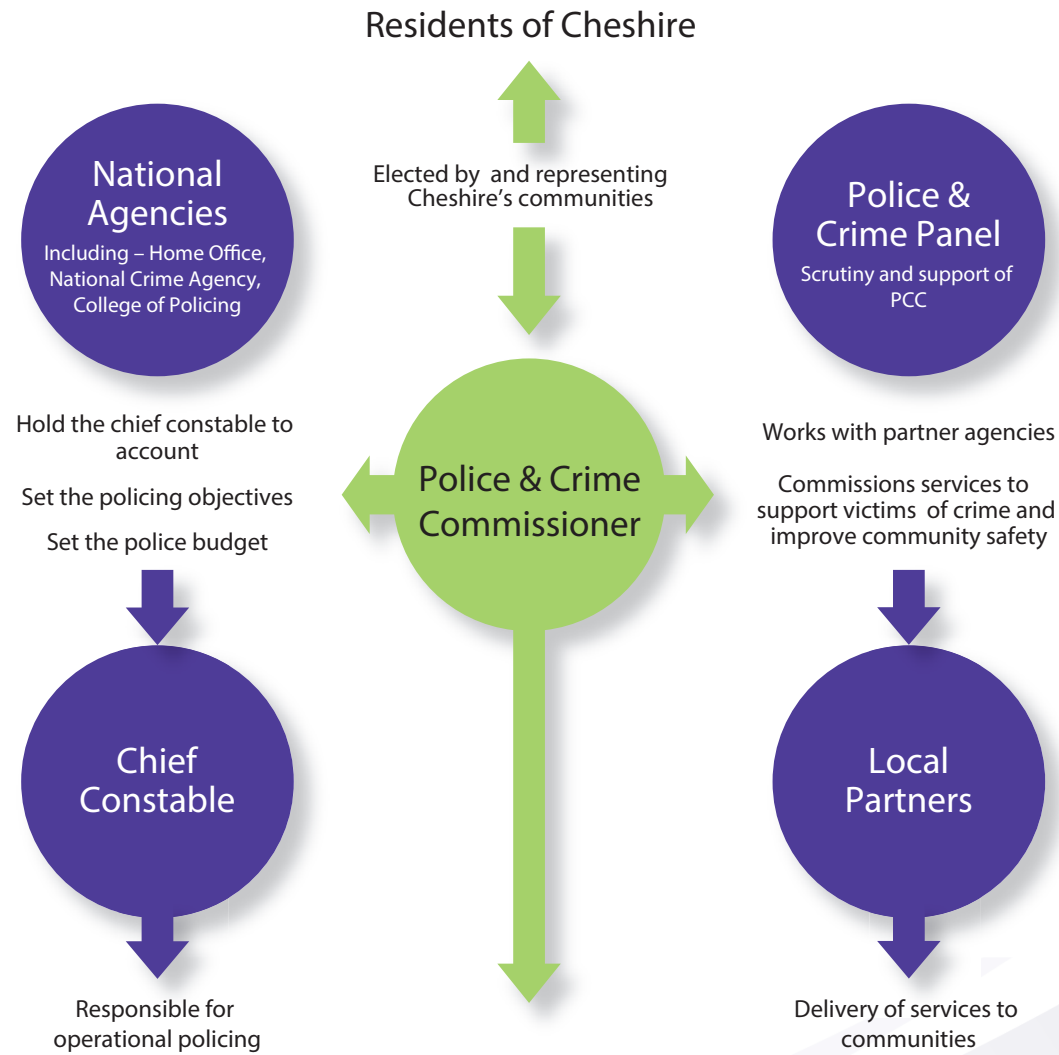 Residents of Cheshire
National
Agencies
Including – Home Office,
National Crime Agency,
College of Policing
Elected by and representing
Cheshire's communities
Police &
Crime Panel
Scrutiny and support of
PCC
Hold the chief constable to
account
Set the policing objectives
Set the police budget
Police & Crime
Commissioner
Works with partner agencies
Commissions services to
support victims of crime and
improve community safety
Chief
Constable
Local
Partners
Responsible for
operational policing
Delivery of services to
communities